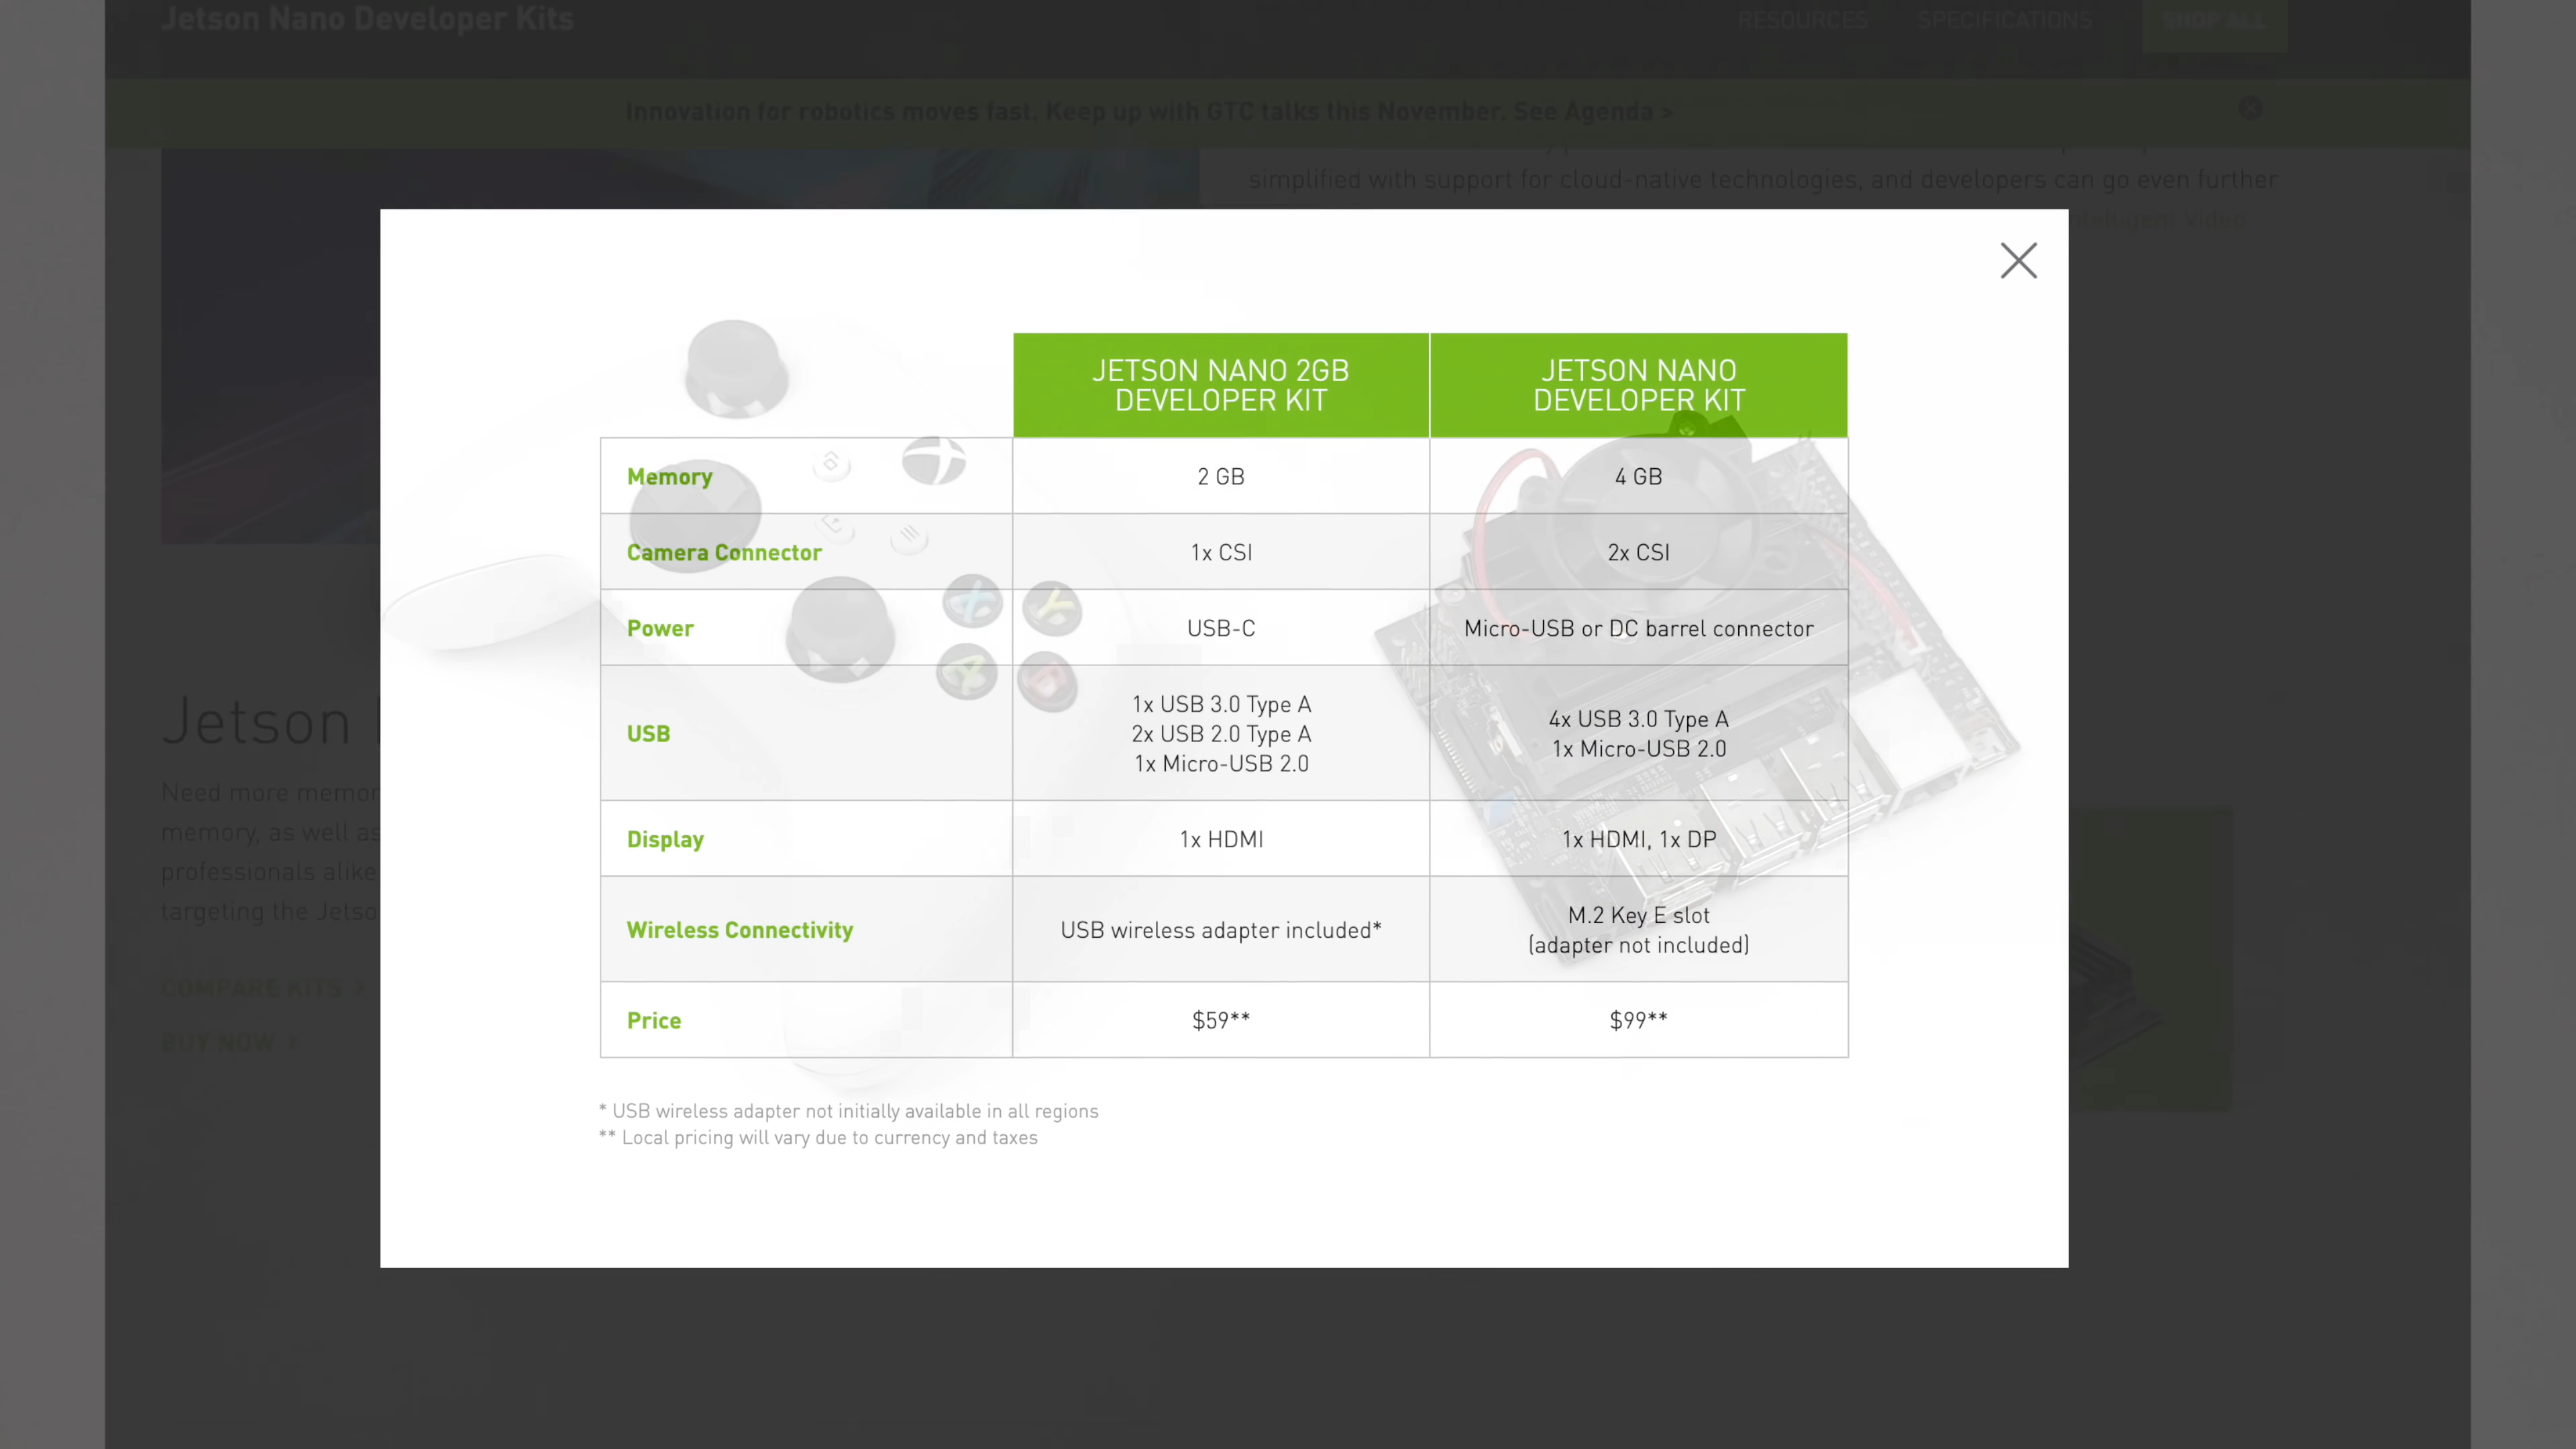 Jetson Nano Developer Kits
RESOURCES
SPECIFICATIONS
SHOP ALL
Innovation for robotics moves fast. Keep up with GTC talks this November. See Agenda >
simplified with support for cloud-native technologies, and developers can go even further
Intelligent Video
JETSON NANO 2GB
DEVELOPER KIT
JETSON NANO
DEVELOPER KIT
Memory
2 GB
4 GB
Camera Connector
1x CSI
2x CSI
Power
USB-C
Micro-USB or DC barrel connector
USB
1x USB 3.0 Type A
2x USB 2.0 Type A
1x Micro-USB 2.0
4x USB 3.0 Type A
1x Micro-USB 2.0
Display
1x HDMI
1x HDMI, 1x DP
Wireless Connectivity
USB wireless adapter included*
M.2 Key E slot
(adapter not included)
Price
$59**
$99**
* USB wireless adapter not initially available in all regions
** Local pricing will vary due to currency and taxes
Jetson
Need more
memory, as well as
professionals alike
targeting the
COMPARE KITS >
BUY NOW >